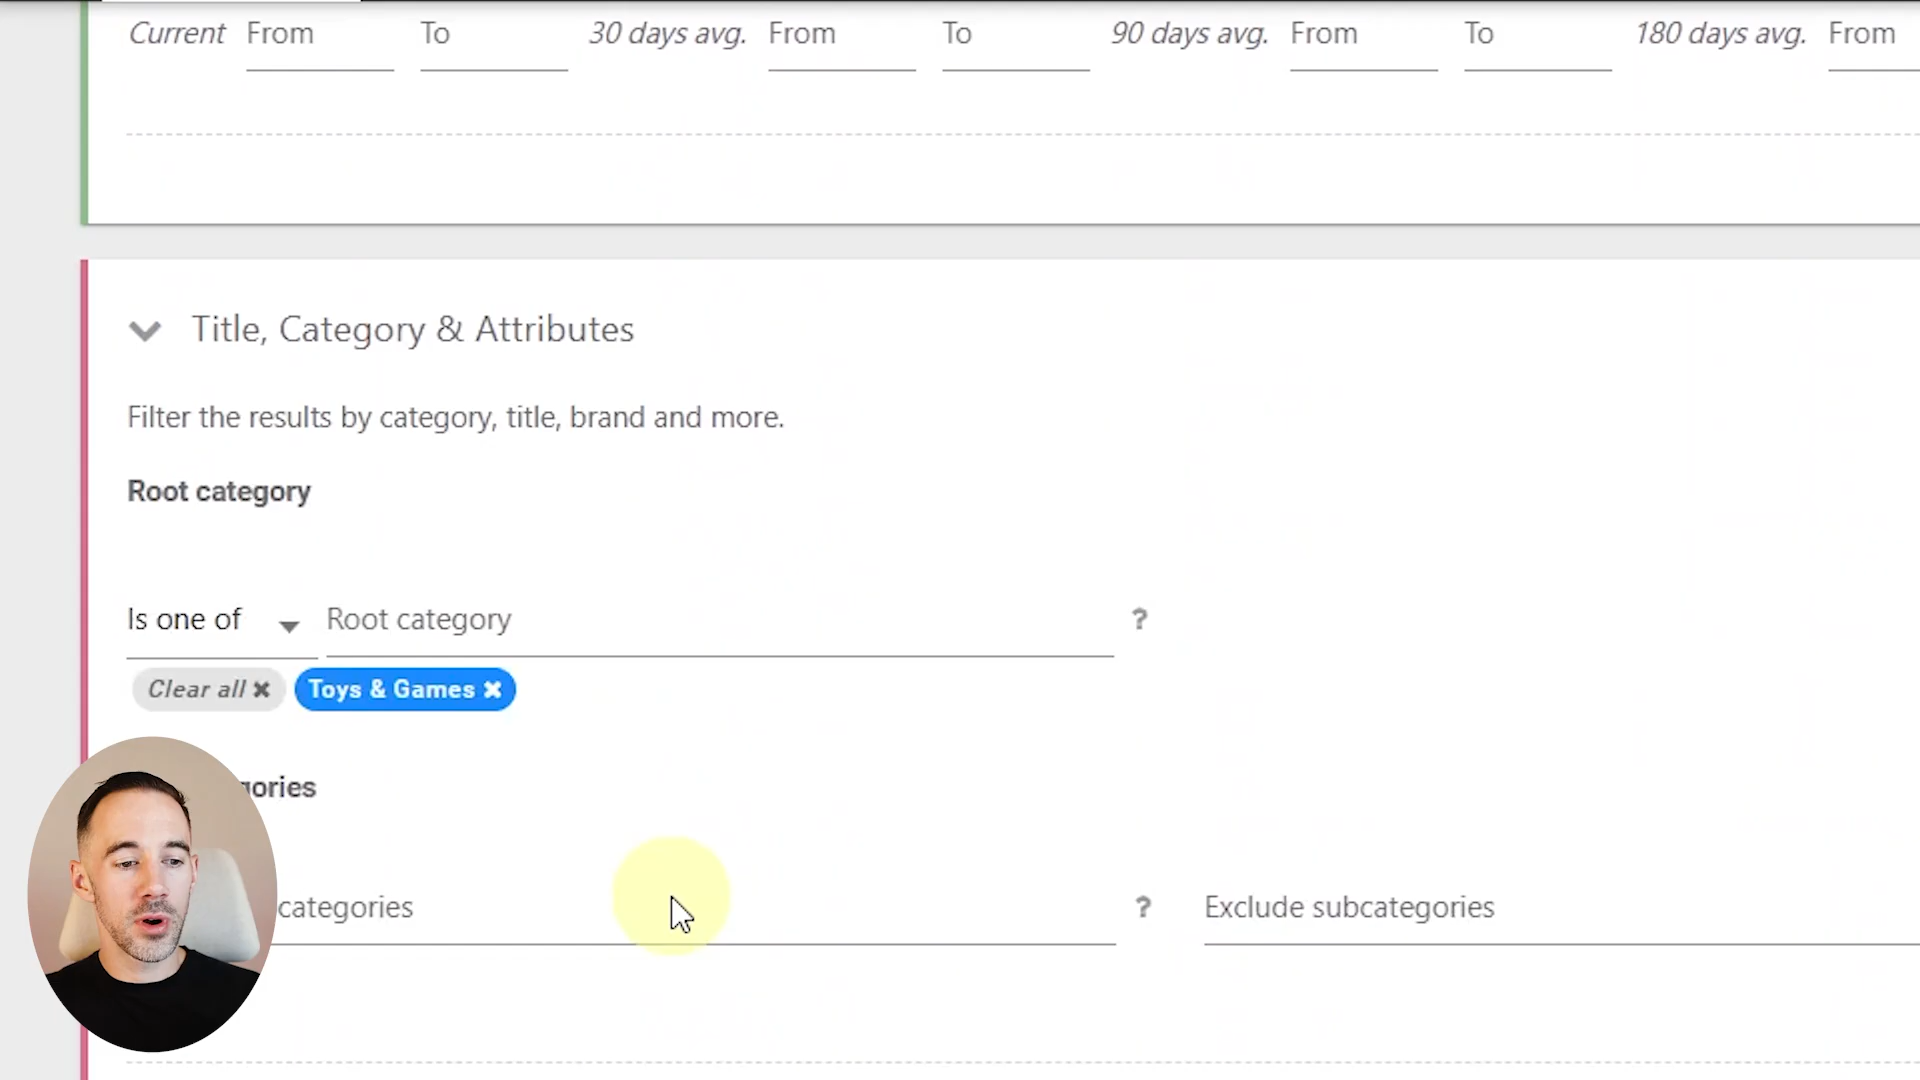 Current From To 30 days avg. From To 90 days avg. From To 180 days avg. From
Title, Category & Attributes
Filter the results by category, title, brand and more.
Root category
Is one of Root category ?
Clear all ✖ Toys & Games ✖
gories
categories ? Exclude subcategories